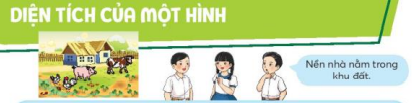 DIỆN TÍCH CỦA MỘT HÌNH
Nền nhà nằm trong
khu đất.